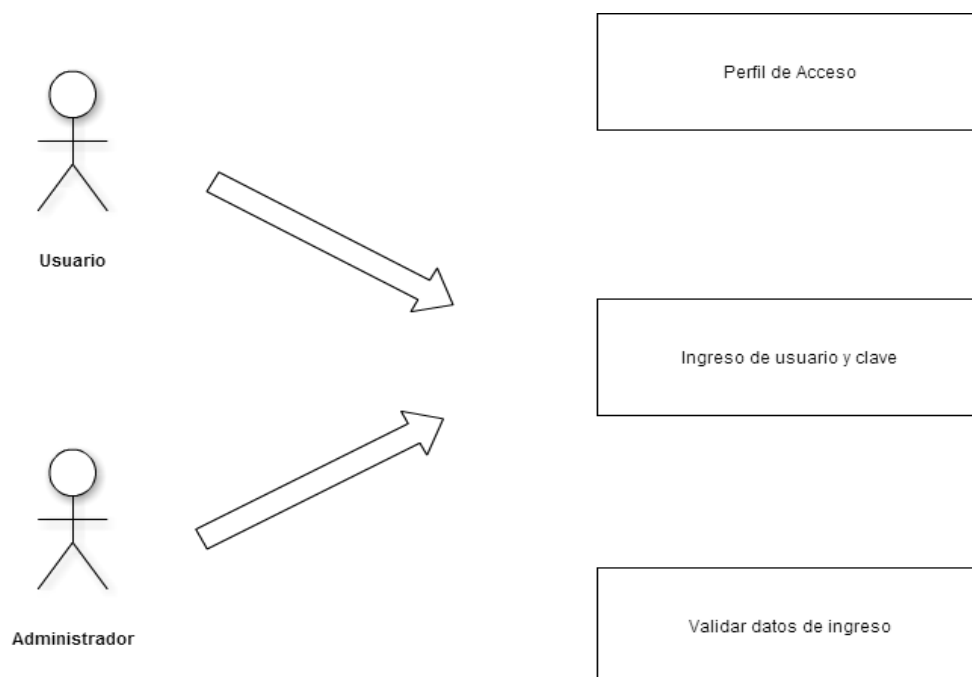 Perfil de Acceso
Usuario
Ingreso de usuario y clave
Administrador
Validar datos de ingreso